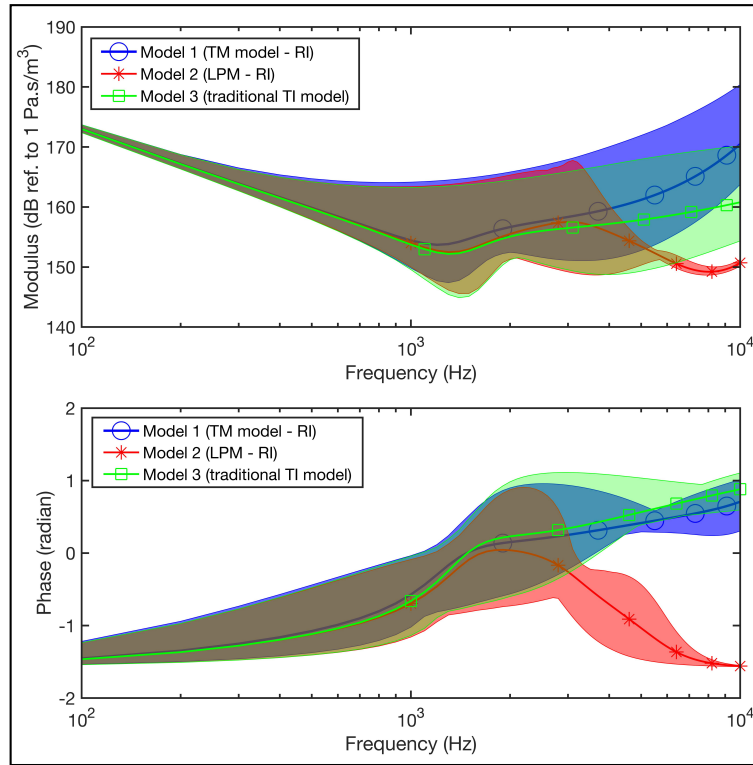 190
180
170
160
150
140
Modulus (dB ref. to 1 Pa.s/m³)
Model 1 (TM model - RI)
Model 2 (LPM - RI)
Model 3 (traditional TI model)
10² 10³ 10⁴
Frequency (Hz)
2
1
0
-1
-2
Phase (radian)
Model 1 (TM model - RI)
Model 2 (LPM - RI)
Model 3 (traditional TI model)
10² 10³ 10⁴
Frequency (Hz)